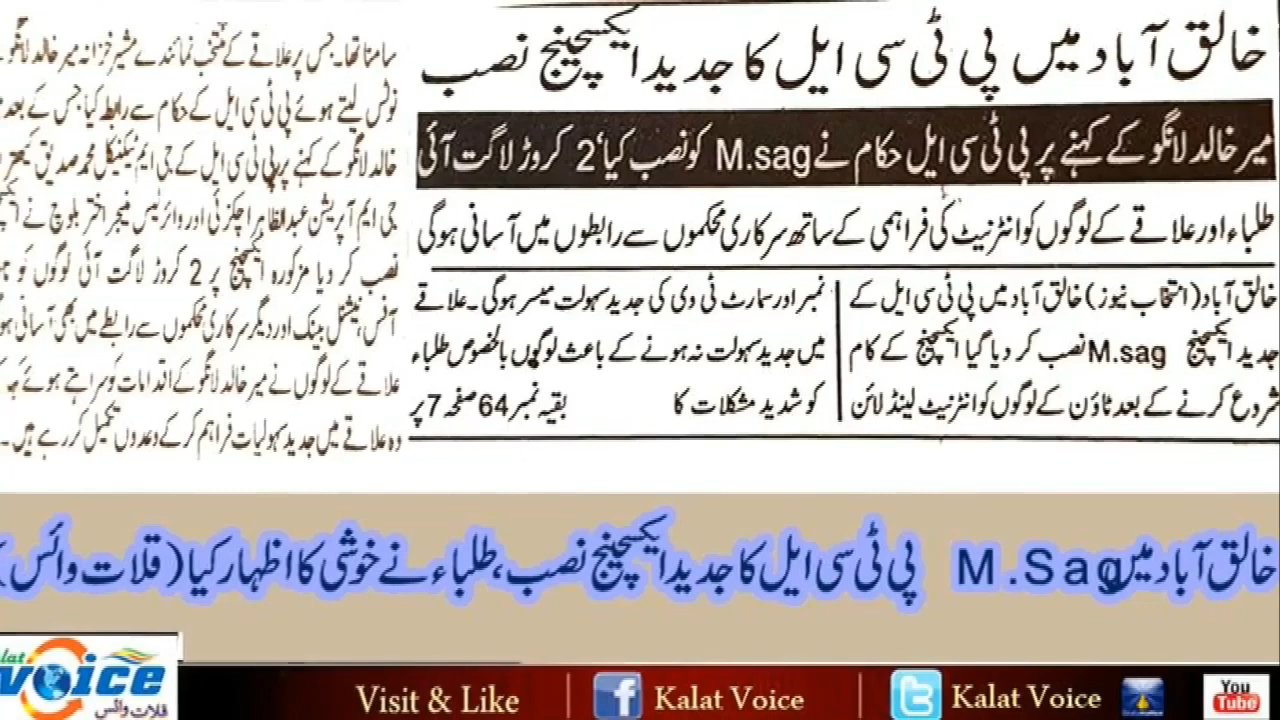 خالق آباد میں پی ٹی سی ایل کا جدید ایکسچینج نصب
میر خالد لانگو کے کہنے پر پی ٹی سی ایل حکام نے M.sag کو نصب کیا، 2 کروڑ لاگت آئی
طلباء اور علاقے کے لوگوں کو انٹرنیٹ کی فراہمی کے ساتھ سرکاری محکموں سے رابطوں میں آسانی ہوگی
خالق آباد (انتخاب نیوز) خالق آباد میں پی ٹی سی ایل کے
جدید ایکسچینج M.sag نصب کر دیا گیا ایکسچینج کے کام
شروع کرنے کے بعد ٹاؤن کے لوگوں کو انٹرنیٹ لینڈ لائن
نمبر اور سمارٹ ٹی وی کی جدید سہولت میسر ہوگی۔ علاقے
میں جدید سہولت نہ ہونے کے باعث لوگوں بالخصوص طلباء
کو شدید مشکلات کا بقیہ نمبر 64 صفحہ 7 پر
سامنا تھا۔ جس پر علاقے کے منتخب نمائندے مشیر خزانہ میر خالد لانگو
نوٹس لیتے ہوئے پی ٹی سی ایل کے حکام سے رابطہ کیا جس کے بعد
خالد لانگو کے کہنے پر پی ٹی سی ایل کے جی ایم ٹیکنیکل محمد صدیق
جی ایم آپریشن عبدالظاہر اچکزئی اور وائرلیس منیجر اختر بلوچ نے
نصب کر دیا مزکورہ ایکسچینج پر 2 کروڑ لاگت آئی لوگوں کو
آفس، نیشنل بینک اور دیگر سرکاری محکموں سے رابطے میں بھی آسانی
علاقے کے لوگوں نے میر خالد لانگو کے اقدامات کو سراہتے ہوئے
وہ علاقے میں جدید سہولیات فراہم کر کے وعدوں تکمیل کر رہے ہیں۔
خالق آباد میں M.Sag پی ٹی سی ایل کا جدید ایکسچینج نصب، طلباء نے خوشی کا اظہار کیا (قلات وائس)
lat
voice
قلات وائس
Visit & Like
Kalat Voice
Kalat Voice
You Tube